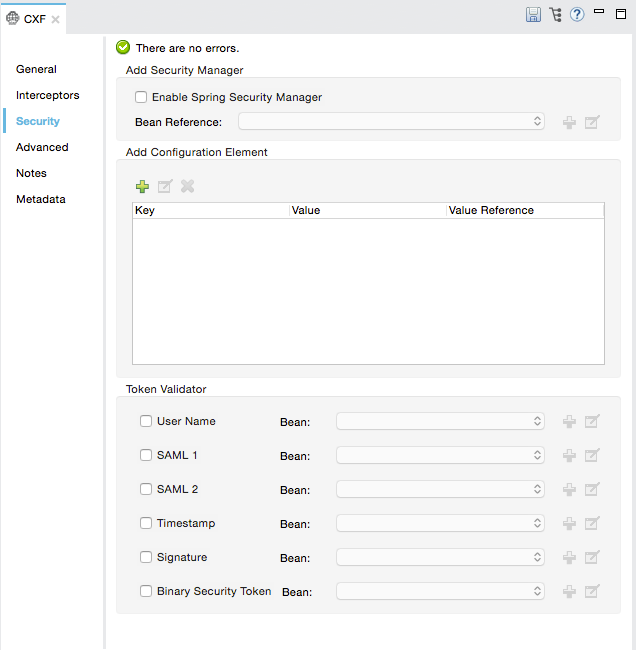 CXF
There are no errors.
General
Interceptors
Security
Advanced
Notes
Metadata
Add Security Manager
Enable Spring Security Manager
Bean Reference:
Add Configuration Element
Key Value Value Reference
Token Validator
User Name Bean:
SAML 1 Bean:
SAML 2 Bean:
Timestamp Bean:
Signature Bean:
Binary Security Token Bean: